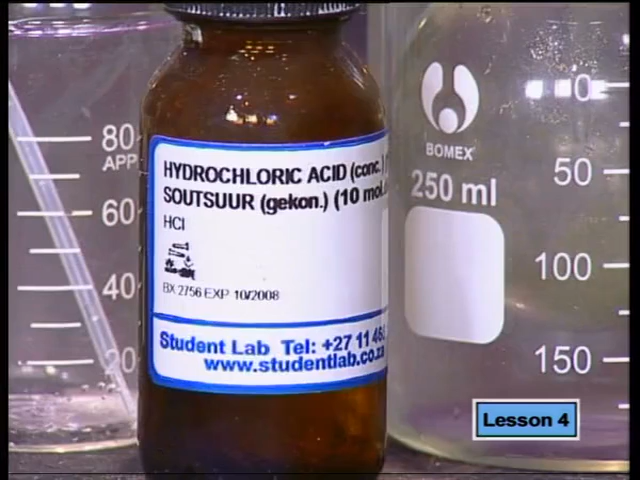 HYDROCHLORIC ACID (conc.)
SOUTSUUR (gekon.) (10 mol
HCl
BX 2756 EXP 10/2008
Student Lab Tel: +27 11 46
www.studentlab.co.za
80
APP
60
40
20
BOMEX
250 ml
0
50
100
150
Lesson 4